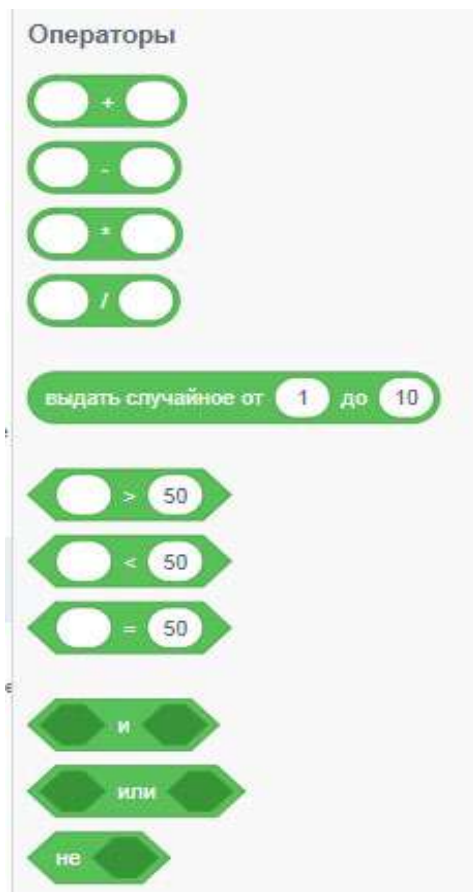 Операторы
+
-
*
/
выдать случайное от 1 до 10
> 50
< 50
= 50
и
или
не